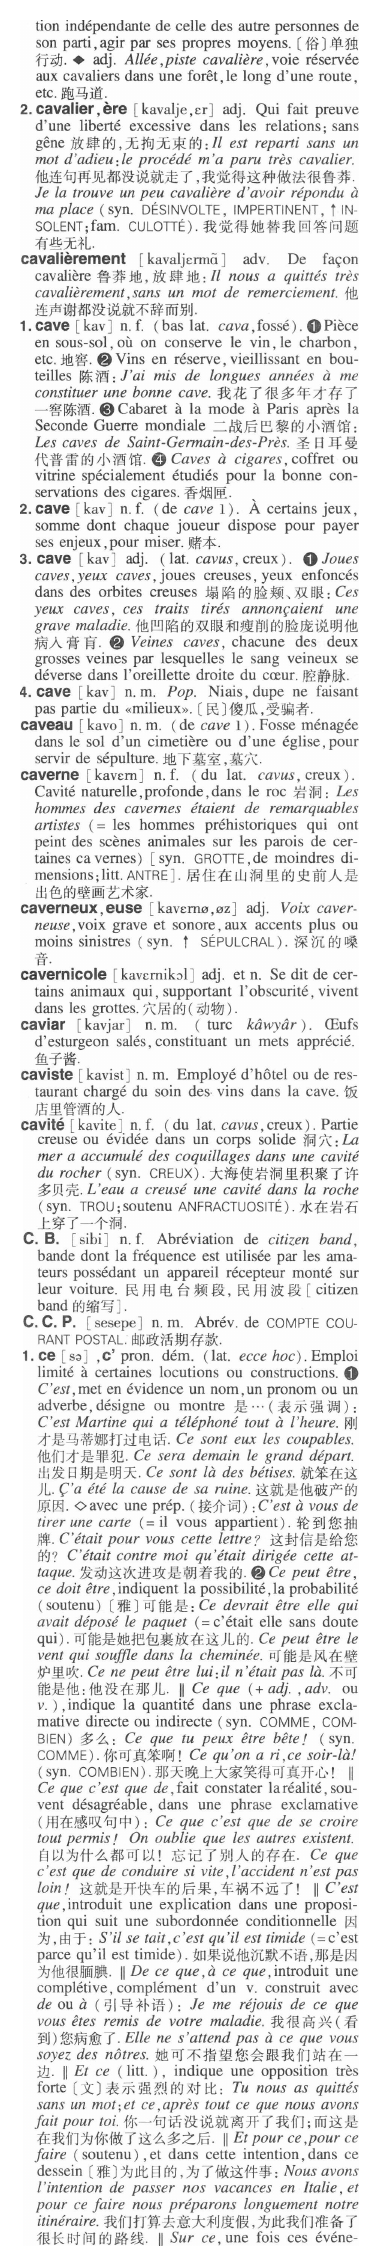 tion indépendante de celle des autre personnes de
son parti,agir par ses propres moyens. [俗]单独
行动. ◆ adj. Allée,piste cavalière,voie réservée
aux cavaliers dans une forêt,le long d'une route,
etc. 跑马道.
2. cavalier,ère [kavalje,ɛr] adj. Qui fait preuve
d'une liberté excessive dans les relations; sans
gêne 放肆的,无拘无束的:Il est reparti sans un
mot d'adieu:le procédé m'a paru très cavalier.
他连句再见都没说就走了,我觉得这种做法很鲁莽.
Je la trouve un peu cavalière d'avoir répondu à
ma place (syn. DÉSINVOLTE, IMPERTINENT, ↑ IN-
SOLENT;fam. CULOTTÉ). 我觉得她替我回答问题
有些无礼.
cavalièrement [kavaljɛrmɑ̃] adv. De façon
cavalière 鲁莽地,放肆地:Il nous a quittés très
cavalièrement,sans un mot de remerciement. 他
连声谢都没说就不辞而别.
1. cave [kav] n. f. (bas lat. cava,fossé). ❶Pièce
en sous-sol, où on conserve le vin,le charbon,
etc. 地窖. ❷ Vins en réserve,vieillissant en bou-
teilles 陈酒:J'ai mis de longues années à me
constituer une bonne cave. 我花了很多年才存了
一窖陈酒. ❸ Cabaret à la mode à Paris après la
Seconde Guerre mondiale 二战后巴黎的小酒馆:
Les caves de Saint-Germain-des-Prés. 圣日耳曼
代普雷的小酒馆. ❹ Caves à cigares,coffret ou
vitrine spécialement étudiés pour la bonne con-
servations des cigares. 香烟匣.
2. cave [kav] n. f. (de cave 1). À certains jeux,
somme dont chaque joueur dispose pour payer
ses enjeux,pour miser. 赌本.
3. cave [kav] adj. (lat. cavus,creux). ❶ Joues
caves,yeux caves,joues creuses,yeux enfoncés
dans des orbites creuses 塌陷的脸颊、双眼:Ces
yeux caves, ces traits tirés annonçaient une
grave maladie. 他凹陷的双眼和瘦削的脸庞说明他
病入膏肓. ❷ Veines caves, chacune des deux
grosses veines par lesquelles le sang veineux se
déverse dans l'oreillette droite du cœur. 腔静脉.
4. cave [kav] n. m. Pop. Niais,dupe ne faisant
pas partie du «milieux». [民]傻瓜,受骗者.
caveau [kavo] n. m. (de cave 1). Fosse ménagée
dans le sol d'un cimetière ou d'une église,pour
servir de sépulture. 地下墓室,墓穴.
caverne [kavɛrn] n. f. (du lat. cavus,creux).
Cavité naturelle,profonde,dans le roc 岩洞: Les
hommes des cavernes étaient de remarquables
artistes (= les hommes préhistoriques qui ont
peint des scènes animales sur les parois de cer-
taines ca vernes) [syn. GROTTE,de moindres di-
mensions;litt. ANTRE]. 居住在山洞里的史前人是
出色的壁画艺术家.
caverneux,euse [kavɛrnø,øz] adj. Voix caver-
neuse,voix grave et sonore,aux accents plus ou
moins sinistres (syn. ↑ SÉPULCRAL). 深沉的嗓
音.
cavernicole [kavɛrnikɔl] adj. et n. Se dit de cer-
tains animaux qui, supportant l'obscurité, vivent
dans les grottes. 穴居的(动物).
caviar [kavjar] n. m. (turc kâwyâr). Œufs
d'esturgeon salés,constituant un mets apprécié.
鱼子酱.
caviste [kavist] n. m. Employé d'hôtel ou de res-
taurant chargé du soin des vins dans la cave. 饭
店里管酒的人.
cavité [kavite] n. f. (du lat. cavus,creux). Partie
creuse ou évidée dans un corps solide 洞穴:La
mer a accumulé des coquillages dans une cavité
du rocher (syn. CREUX). 大海使岩洞里积聚了许
多贝壳. L'eau a creusé une cavité dans la roche
(syn. TROU;soutenu ANFRACTUOSITÉ). 水在岩石
上穿了一个洞.
C. B. [sibi] n. f. Abréviation de citizen band,
bande dont la fréquence est utilisée par les ama-
teurs possédant un appareil récepteur monté sur
leur voiture. 民用电台频段,民用波段[citizen
band 的缩写].
C. C. P. [sesepe] n. m. Abrév. de COMPTE COU-
RANT POSTAL. 邮政活期存款.
1. ce [sə] ,c' pron. dém. (lat. ecce hoc). Emploi
limité à certaines locutions ou constructions. ❶
C'est,met en évidence un nom,un pronom ou un
adverbe,désigne ou montre 是…(表示强调):
C'est Martine qui a téléphoné tout à l'heure. 刚
才是马蒂娜打过电话. Ce sont eux les coupables.
他们才是罪犯. Ce sera demain le grand départ.
出发日期是明天. Ce sont là des bêtises. 就笨在这
儿. Ç'a été la cause de sa ruine. 这就是他破产的
原因. ◇avec une prép. (接介词):C'est à vous de
tirer une carte (=il vous appartient). 轮到您抽
牌. C'était pour vous cette lettre? 这封信是给您
的? C'était contre moi qu'était dirigée cette at-
taque. 发动这次进攻是朝着我的. ❷ Ce peut être,
ce doit être,indiquent la possibilité,la probabilité
(soutenu) [雅]可能是:Ce devrait être elle qui
avait déposé le paquet (=c'était elle sans doute
qui). 可能是她把包裹放在这儿的. Ce peut être le
vent qui souffle dans la cheminée. 可能是风在壁
炉里吹. Ce ne peut être lui:il n'était pas là. 不可
能是他:他没在那儿. ‖ Ce que (+adj. ,adv. ou
v. ),indique la quantité dans une phrase excla-
mative directe ou indirecte (syn. COMME, COM-
BIEN) 多么: Ce que tu peux être bête! (syn.
COMME). 你可真笨啊! Ce qu'on a ri,ce soir-là!
(syn. COMBIEN). 那天晚上大家笑得可真开心! ‖
Ce que c'est que de,fait constater la réalité,sou-
vent désagréable, dans une phrase exclamative
(用在感叹句中): Ce que c'est que de se croire
tout permis! On oublie que les autres existent.
自以为什么都可以! 忘记了别人的存在. Ce que
c'est que de conduire si vite,l'accident n'est pas
loin! 这就是开快车的后果,车祸不远了! ‖ C'est
que,introduit une explication dans une proposi-
tion qui suit une subordonnée conditionnelle 因
为,由于: S'il se tait,c'est qu'il est timide (=c'est
parce qu'il est timide). 如果说他沉默不语,那是因
为他很腼腆. ‖ De ce que,à ce que,introduit une
complétive, complément d'un v. construit avec
de ou à (引导补语): Je me réjouis de ce que
vous êtes remis de votre maladie. 我很高兴(看
到)您病愈了. Elle ne s'attend pas à ce que vous
soyez des nôtres. 她可不指望您会跟我们站在一
边. ‖ Et ce (litt.), indique une opposition très
forte [文]表示强烈的对比: Tu nous as quittés
sans un mot;et ce,après tout ce que nous avons
fait pour toi. 你一句话没说就离开了我们;而这是
在我们为你做了这么多之后. ‖ Et pour ce,pour ce
faire (soutenu),et dans cette intention,dans ce
dessein [雅]为此目的,为了做这件事: Nous avons
l'intention de passer nos vacances en Italie, et
pour ce faire nous préparons longuement notre
itinéraire. 我们打算去意大利度假,为此我们准备了
很长时间的路线. ‖ Sur ce,une fois ces événe-